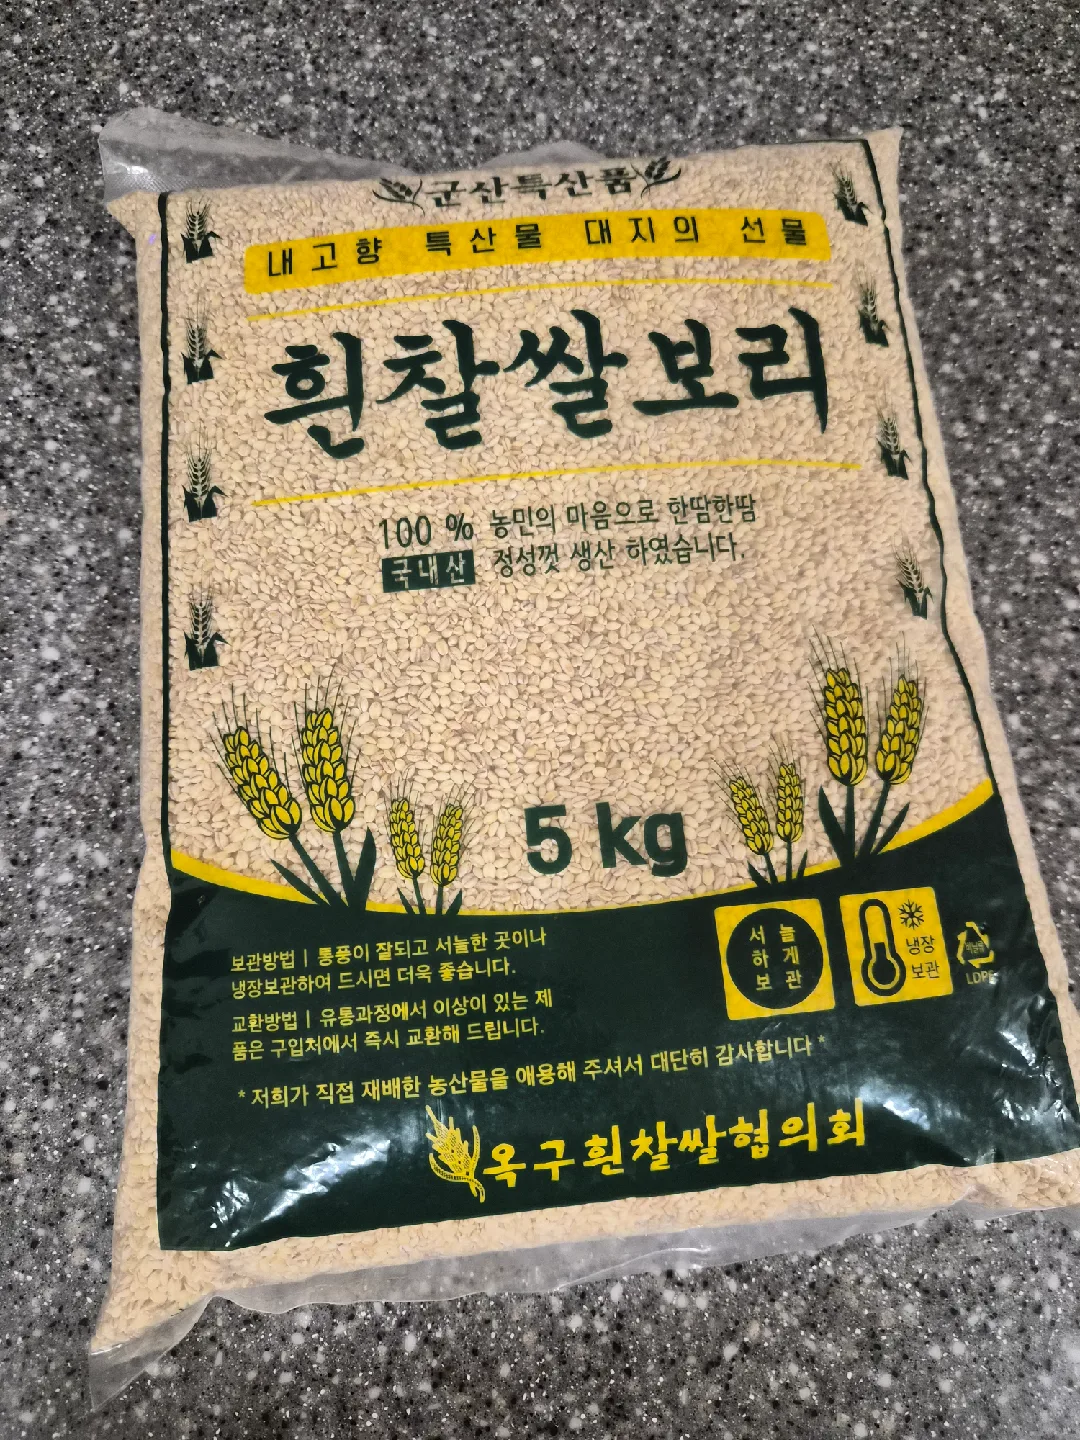 군산특산품
내고향 특산물 대지의 선물
흰찰쌀보리
100 % 농민의 마음으로 한땀한땀
국내산 정성껏 생산 하였습니다.
5 kg
보관방법 | 통풍이 잘되고 서늘한 곳이나
냉장보관하여 드시면 더욱 좋습니다.
교환방법 | 유통과정에서 이상이 있는 제
품은 구입처에서 즉시 교환해 드립니다.
서늘
하게
보관
냉장
보관
LDPE
* 저희가 직접 재배한 농산물을 애용해 주셔서 대단히 감사합니다 *
옥구흰찰쌀협의회